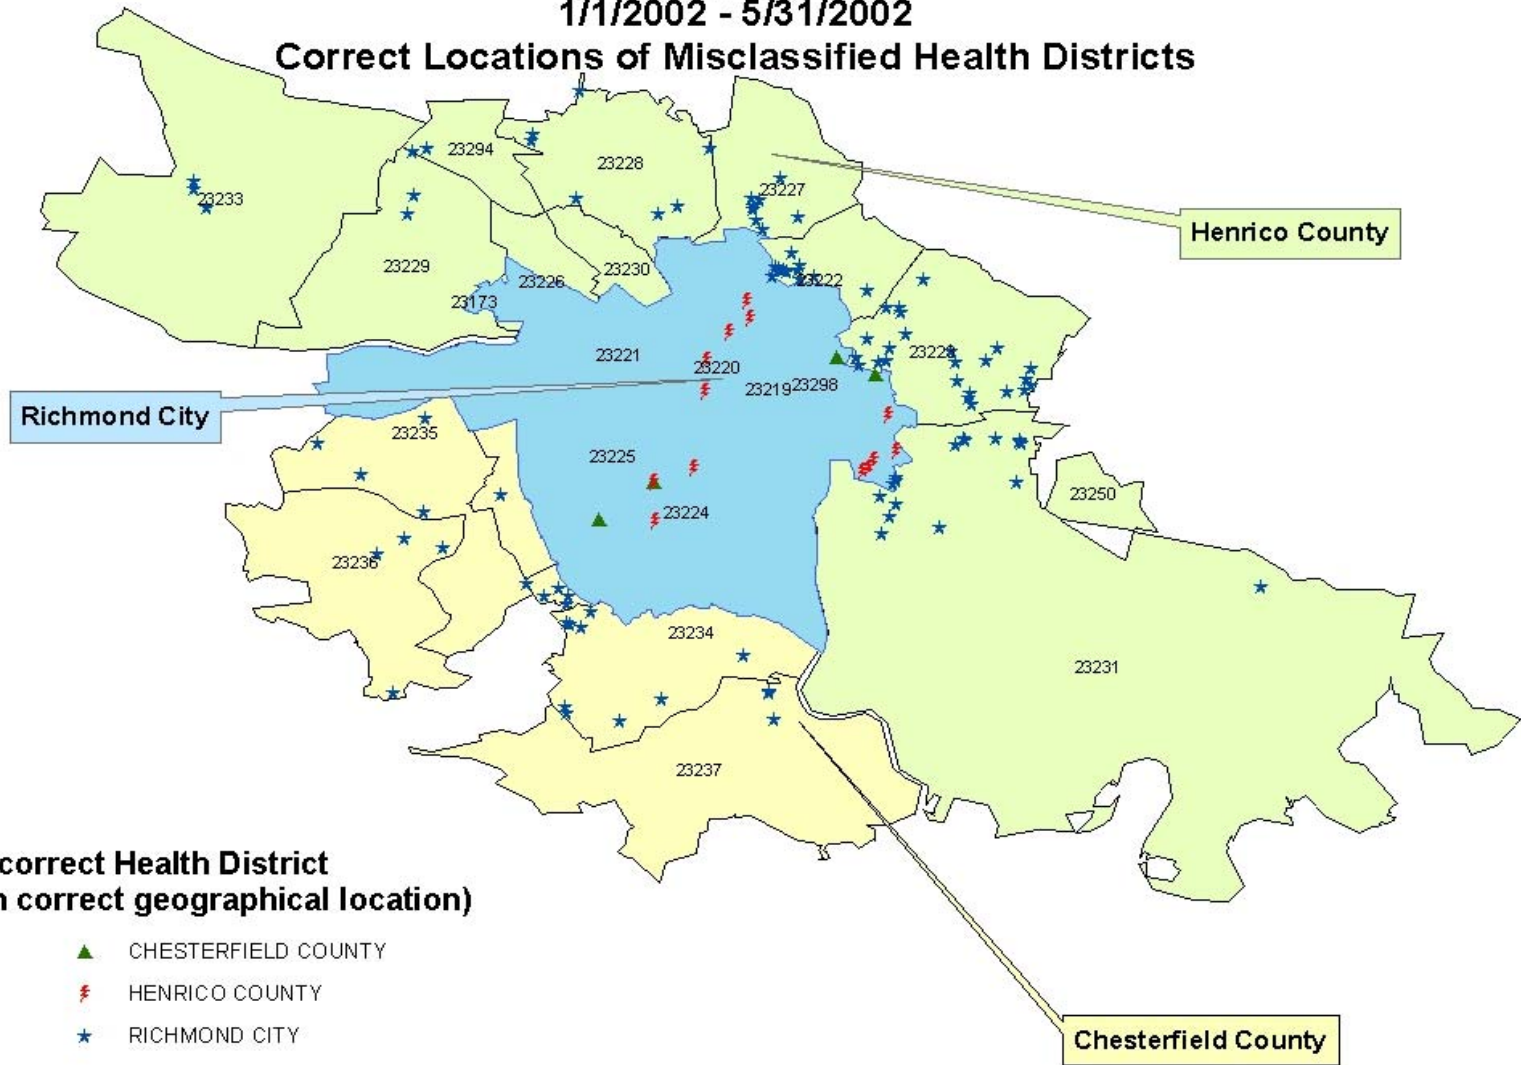 1/1/2002 - 5/31/2002
Correct Locations of Misclassified Health Districts
23294
23228
23233
23227
Henrico County
23229
23230
23226
23222
23173
23221
23220
23219
23298
Richmond City
23235
23225
23250
23224
23236
23234
23231
23237
correct Health District
correct geographical location)
CHESTERFIELD COUNTY
HENRICO COUNTY
RICHMOND CITY
Chesterfield County